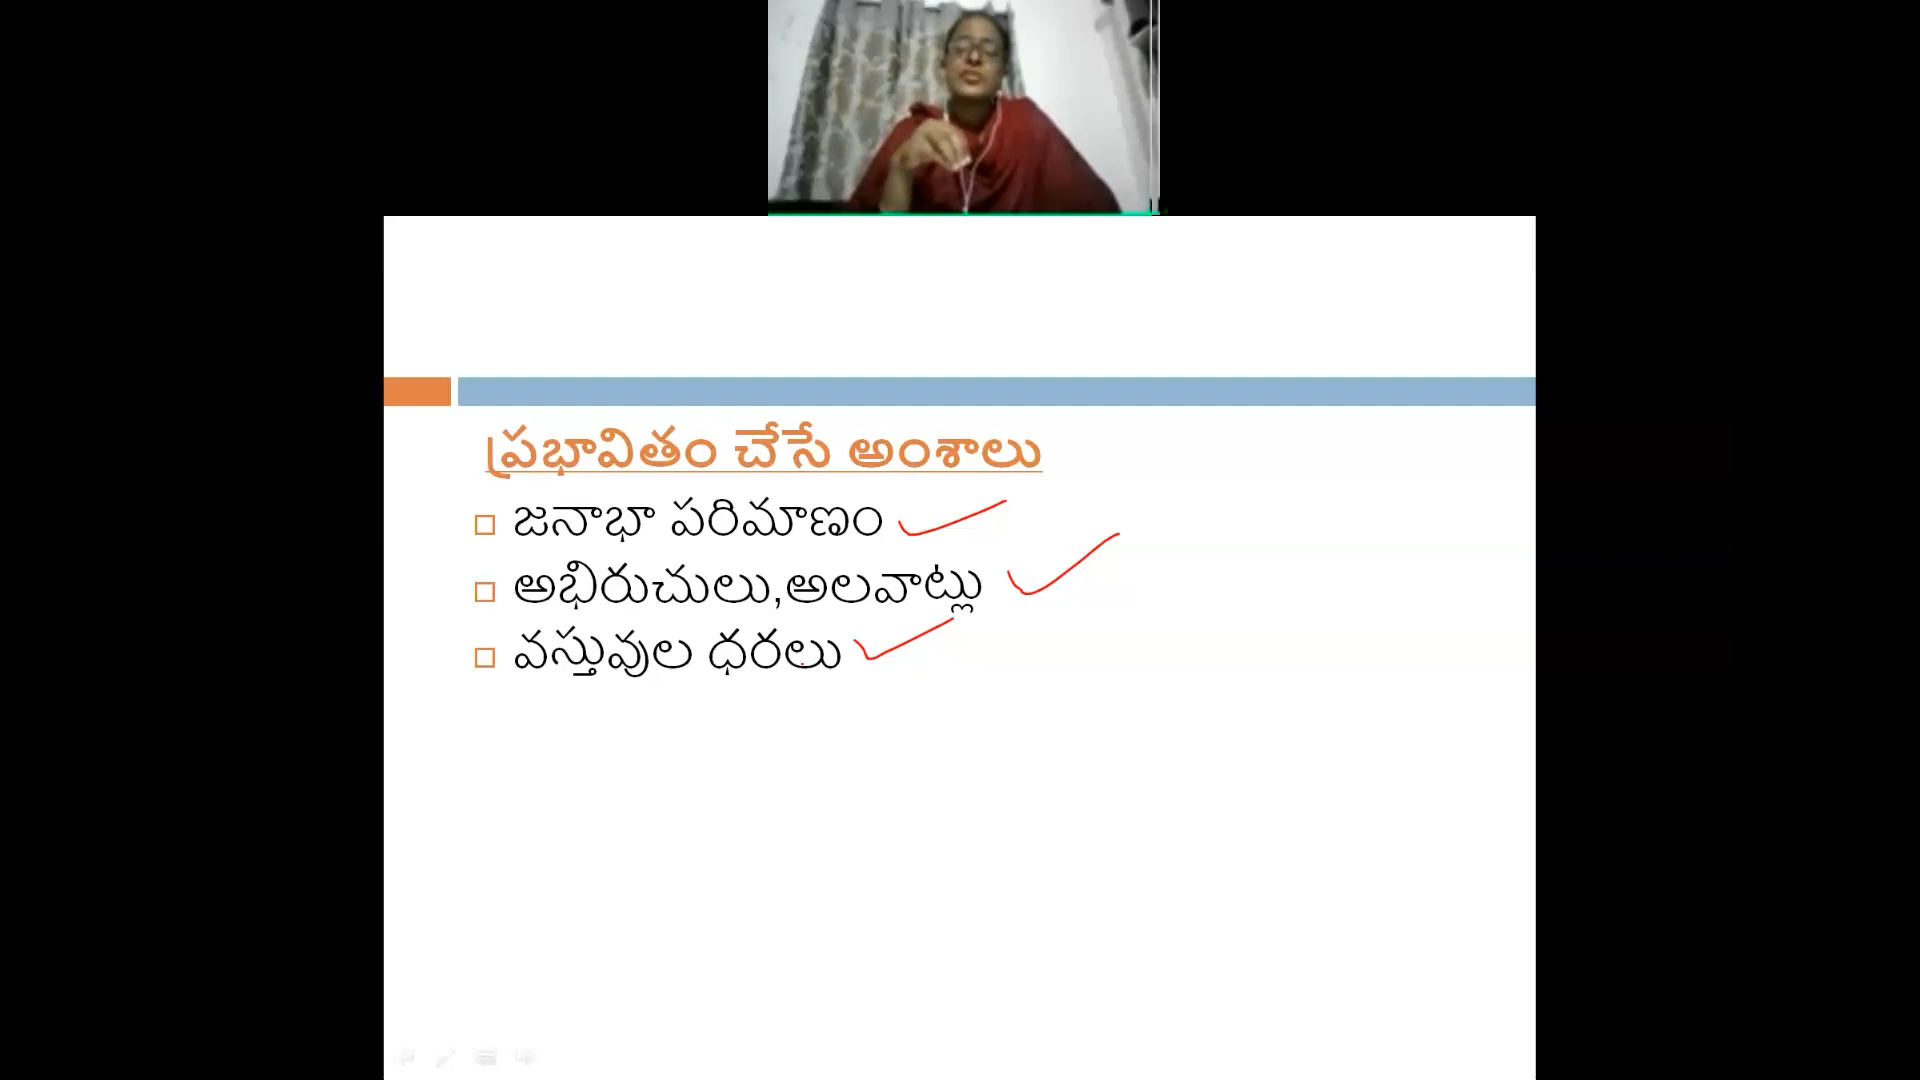 ప్రభావితం చేసే అంశాలు
జనాభా పరిమాణం
అభిరుచులు,అలవాట్లు
వస్తువుల ధరలు